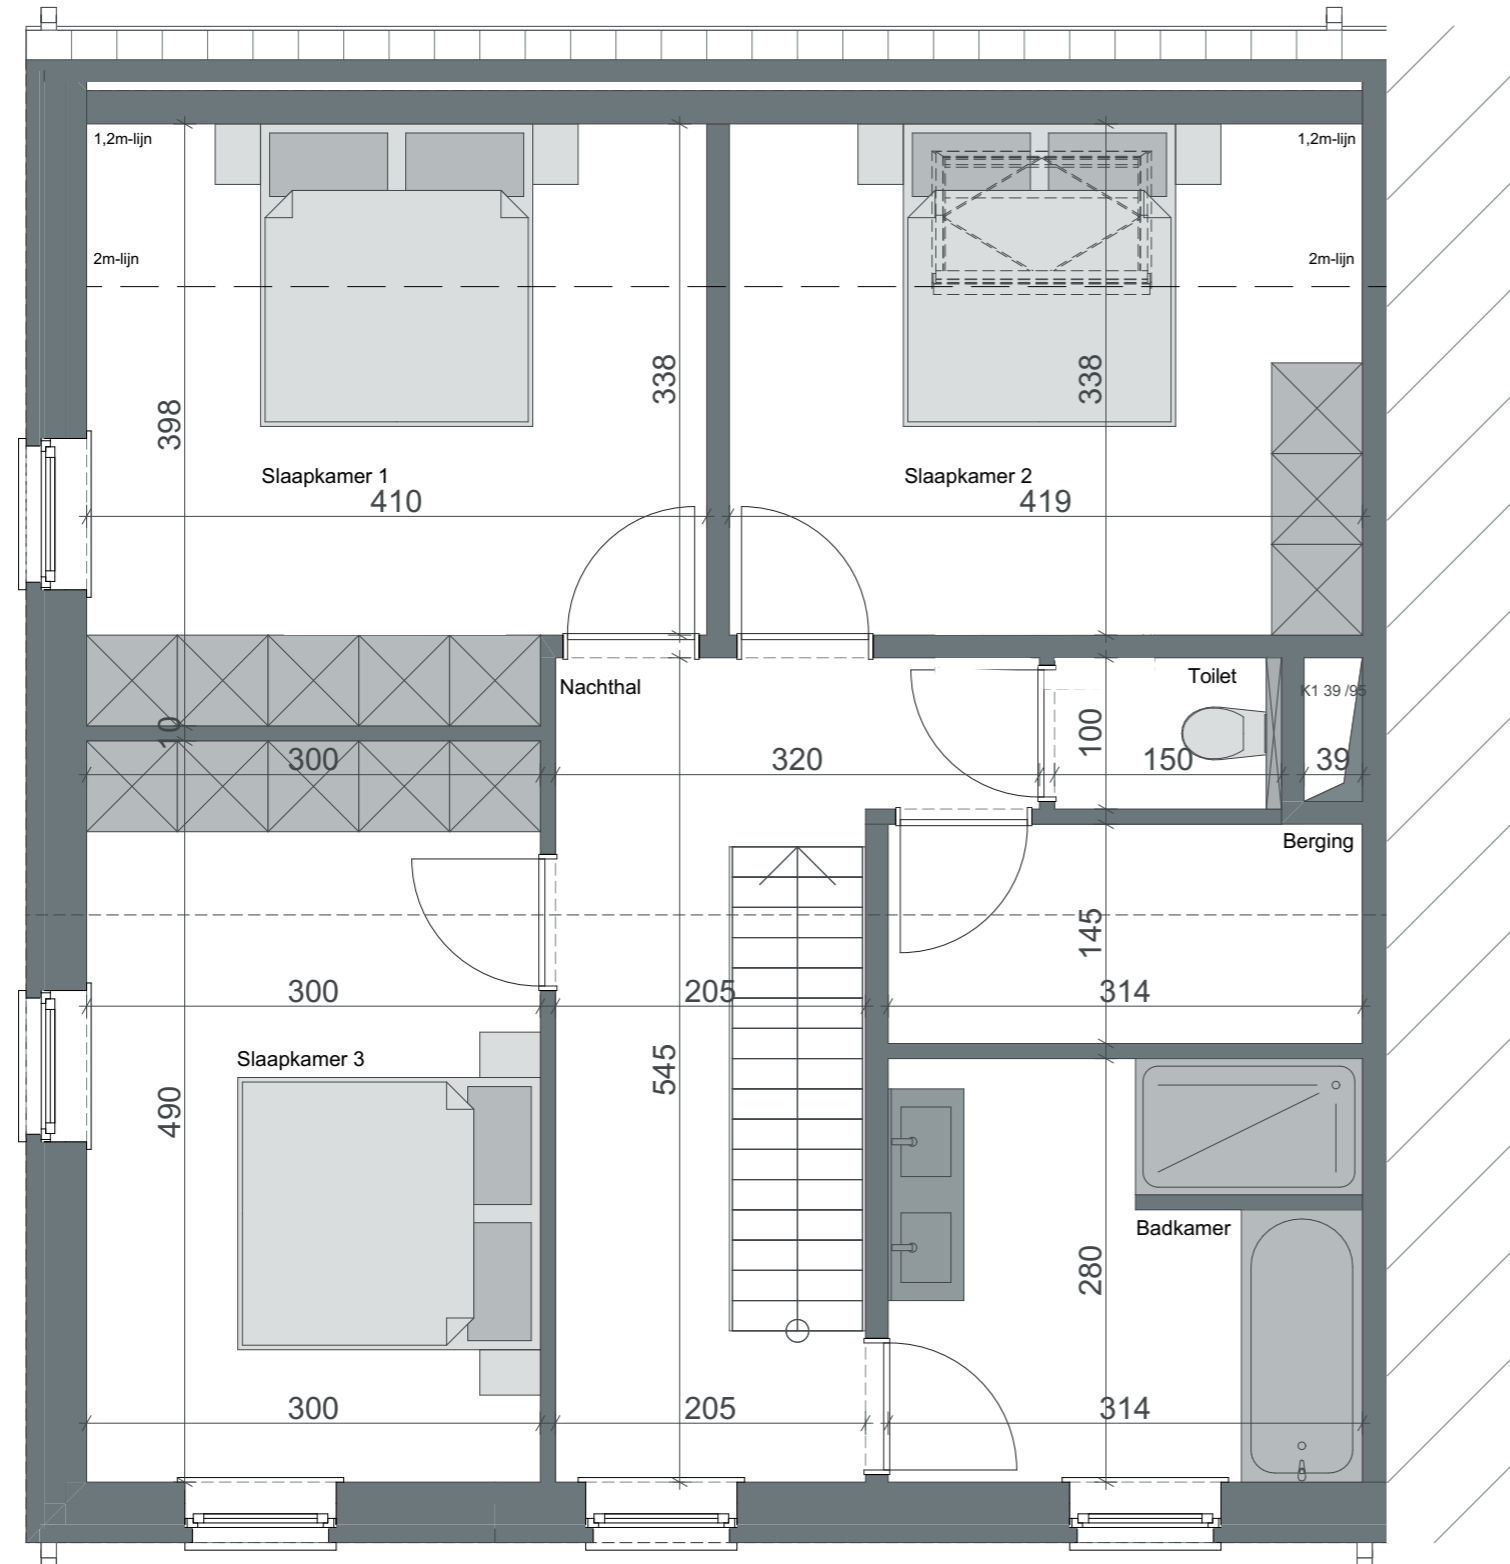 1,2m-lijn
1,2m-lijn
2m-lijn
2m-lijn
398
338
338
Slaapkamer 1
Slaapkamer 2
410
419
Nachthal
Toilet
K1 39 /95
10
100
300
320
150
39
Berging
145
300
205
314
Slaapkamer 3
545
490
Badkamer
280
300
205
314